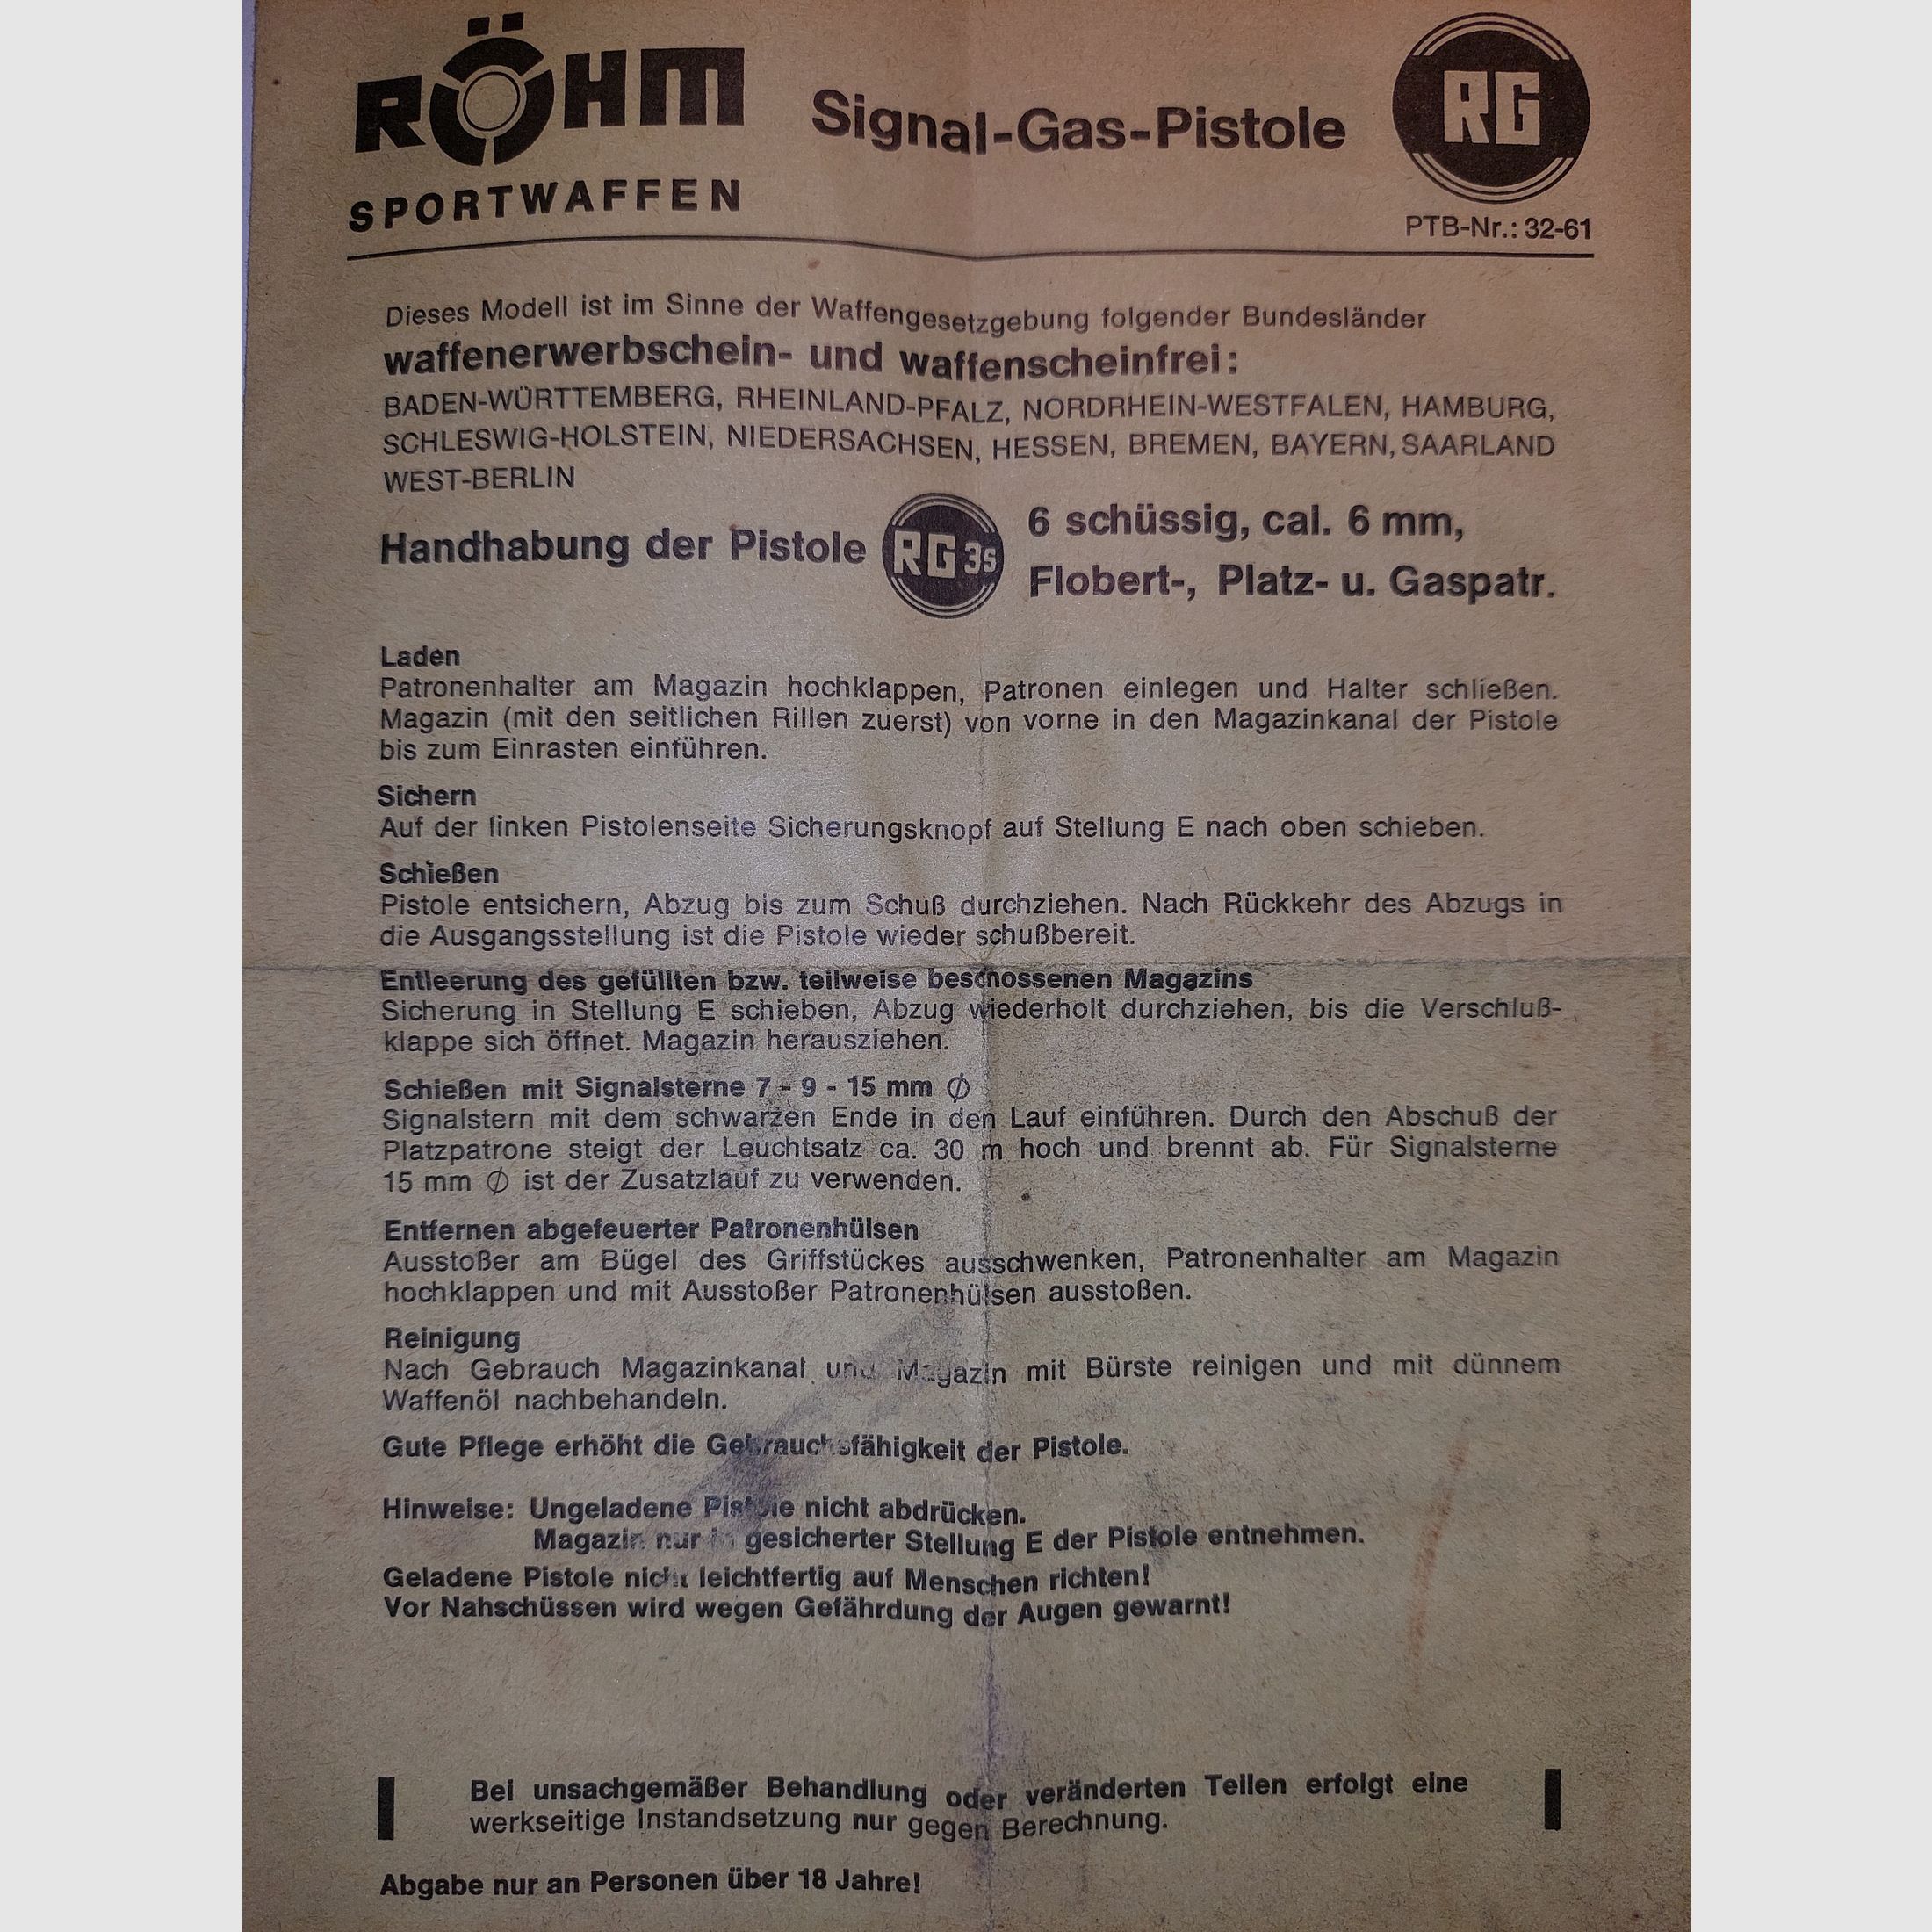 RÖHM
SPORTWAFFEN
Signal-Gas-Pistole
RG
PTB-Nr.: 32-61
Dieses Modell ist im Sinne der Waffengesetzgebung folgender Bundesländer
waffenerwerbschein- und waffenscheinfrei:
BADEN-WÜRTTEMBERG, RHEINLAND-PFALZ, NORDRHEIN-WESTFALEN, HAMBURG,
SCHLESWIG-HOLSTEIN, NIEDERSACHSEN, HESSEN, BREMEN, BAYERN, SAARLAND
WEST-BERLIN
Handhabung der Pistole RG 3s 6 schüssig, cal. 6 mm,
Flobert-, Platz- u. Gaspatr.
Laden
Patronenhalter am Magazin hochklappen, Patronen einlegen und Halter schließen.
Magazin (mit den seitlichen Rillen zuerst) von vorne in den Magazinkanal der Pistole
bis zum Einrasten einführen.
Sichern
Auf der linken Pistolenseite Sicherungsknopf auf Stellung E nach oben schieben.
Schießen
Pistole entsichern, Abzug bis zum Schuß durchziehen. Nach Rückkehr des Abzugs in
die Ausgangsstellung ist die Pistole wieder schußbereit.
Entleerung des gefüllten bzw. teilweise beschossenen Magazins
Sicherung in Stellung E schieben, Abzug wiederholt durchziehen, bis die Verschluß-
klappe sich öffnet. Magazin herausziehen.
Schießen mit Signalsterne 7 - 9 - 15 mm ∅
Signalstern mit dem schwarzen Ende in den Lauf einführen. Durch den Abschuß der
Platzpatrone steigt der Leuchtsatz ca. 30 m hoch und brennt ab. Für Signalsterne
15 mm ∅ ist der Zusatzlauf zu verwenden.
Entfernen abgefeuerter Patronenhülsen
Ausstoßer am Bügel des Griffstückes ausschwenken, Patronenhalter am Magazin
hochklappen und mit Ausstoßer Patronenhülsen ausstoßen.
Reinigung
Nach Gebrauch Magazinkanal und Magazin mit Bürste reinigen und mit dünnem
Waffenöl nachbehandeln.
Gute Pflege erhöht die Gebrauchsfähigkeit der Pistole.
Hinweise: Ungeladene Pistole nicht abdrücken.
Magazin nur in gesicherter Stellung E der Pistole entnehmen.
Geladene Pistole nicht leichtfertig auf Menschen richten!
Vor Nahschüssen wird wegen Gefährdung der Augen gewarnt!
Bei unsachgemäßer Behandlung oder veränderten Teilen erfolgt eine
werkseitige Instandsetzung nur gegen Berechnung.
Abgabe nur an Personen über 18 Jahre!